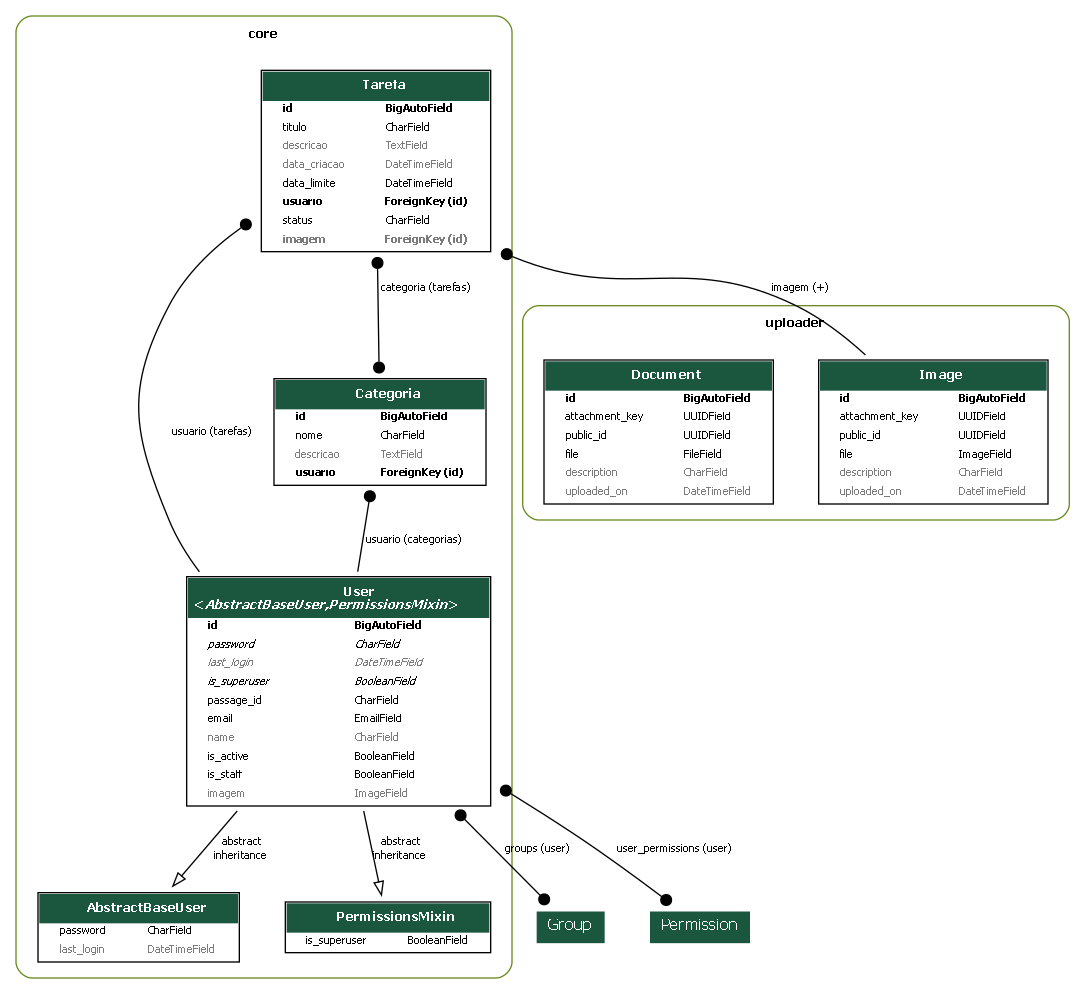 core
Tarefa
id BigAutoField
titulo CharField
descricao TextField
data_criacao DateTimeField
data_limite DateTimeField
usuario ForeignKey (id)
status CharField
imagem ForeignKey (id)
categoria (tarefas)
imagem (+)
uploader
Document
id BigAutoField
attachment_key UUIDField
public_id UUIDField
file FileField
description CharField
uploaded_on DateTimeField
Image
id BigAutoField
attachment_key UUIDField
public_id UUIDField
file ImageField
description CharField
uploaded_on DateTimeField
Categoria
id BigAutoField
nome CharField
descricao TextField
usuario ForeignKey (id)
usuario (tarefas)
usuario (categorias)
User
<AbstractBaseUser,PermissionsMixin>
id BigAutoField
password CharField
last_login DateTimeField
is_superuser BooleanField
passage_id CharField
email EmailField
name CharField
is_active BooleanField
is_staff BooleanField
imagem ImageField
abstract
inheritance
abstract
inheritance
groups (user)
user_permissions (user)
AbstractBaseUser
password CharField
last_login DateTimeField
PermissionsMixin
is_superuser BooleanField
Group
Permission